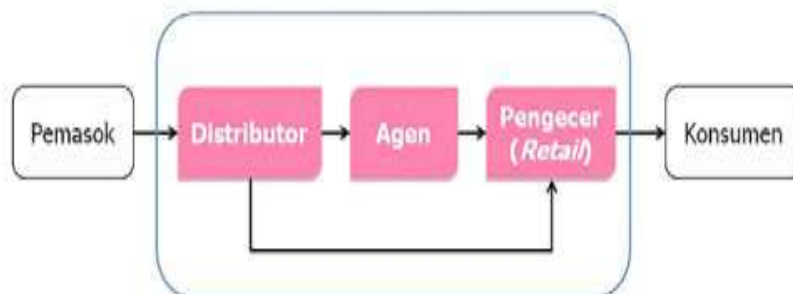 Pemasok
Distributor
Agen
Pengecer
(Retail)
Konsumen